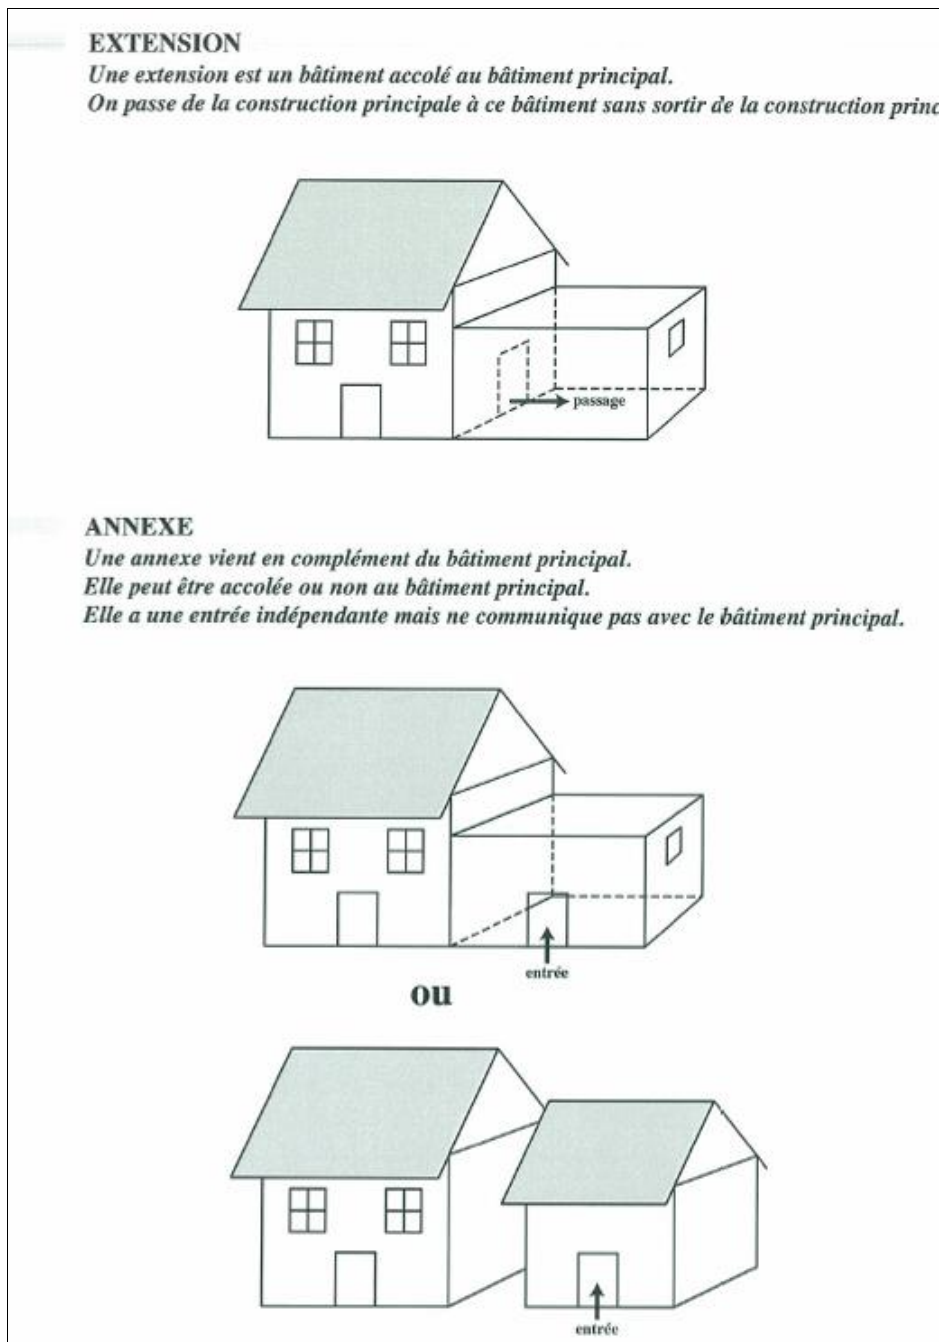 EXTENSION
Une extension est un bâtiment accolé au bâtiment principal.
On passe de la construction principale à ce bâtiment sans sortir de la construction princ
passage
ANNEXE
Une annexe vient en complément du bâtiment principal.
Elle peut être accolée ou non au bâtiment principal.
Elle a une entrée indépendante mais ne communique pas avec le bâtiment principal.
entrée
ou
entrée